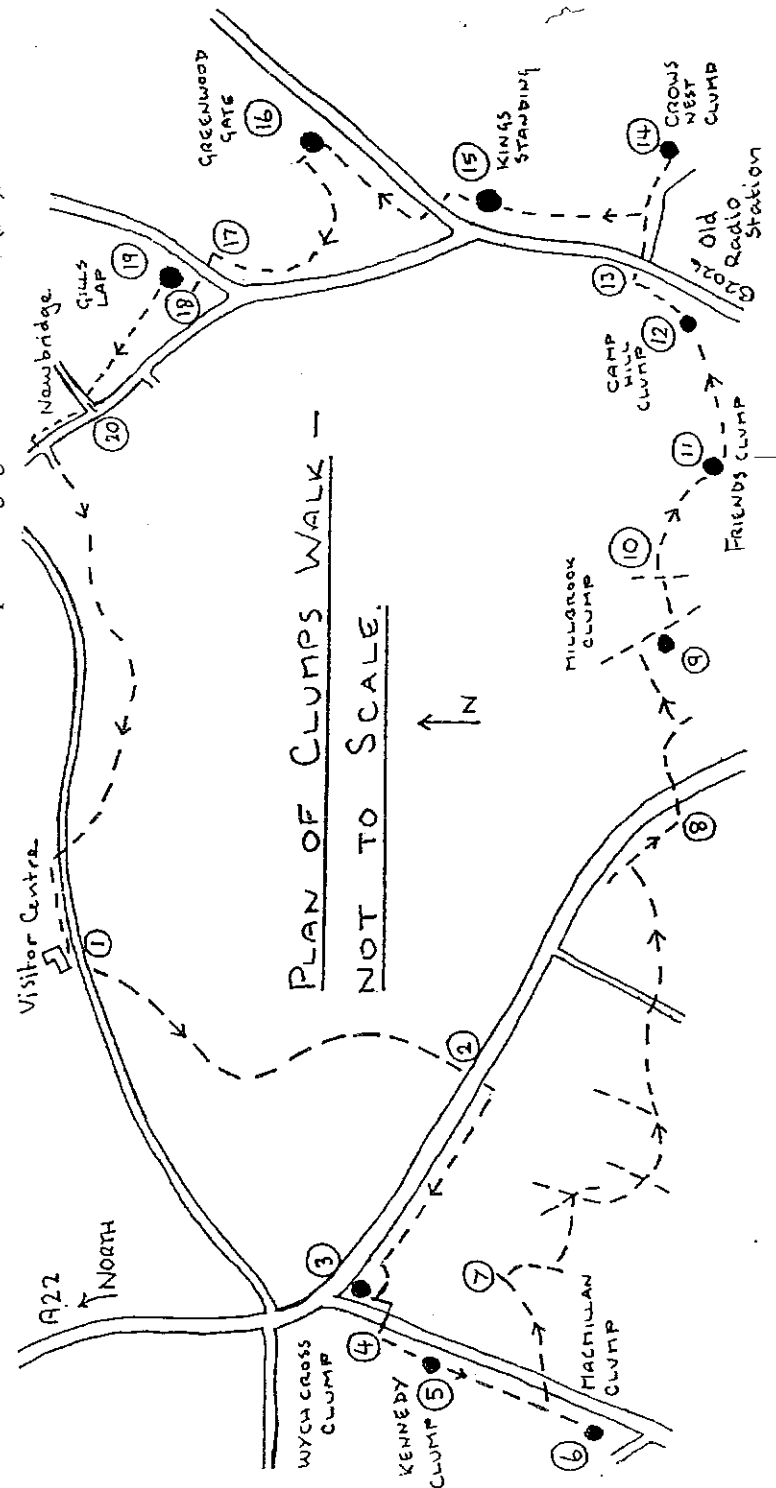 Visitor Centre
1
A22
NORTH
Newbridge
20
GILLS
LAP
19
18
17
GREENWOOD
GATE
16
PLAN OF CLUMPS WALK –
NOT TO SCALE.
N
2
3
WYCH CROSS
CLUMP
4
KENNEDY
CLUMP 5
6
MACMILLAN
CLUMP
7
8
MILLBROOK
CLUMP
9
10
11
FRIENDS CLUMP
CAMP
HILL
CLUMP
12
13
B2026
Old
Radio
Station
14
CROWS
NEST
CLUMP
15
KINGS
STANDING